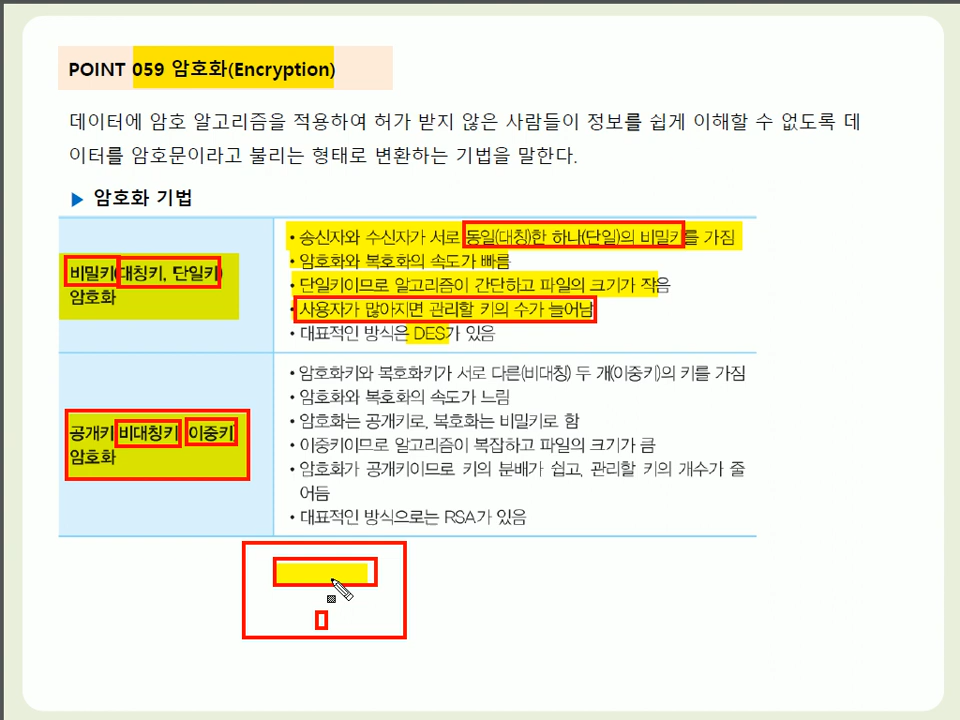 POINT 059 암호화(Encryption)
데이터에 암호 알고리즘을 적용하여 허가 받지 않은 사람들이 정보를 쉽게 이해할 수 없도록 데
이터를 암호문이라고 불리는 형태로 변환하는 기법을 말한다.
▶ 암호화 기법
비밀키(대칭키, 단일키)
암호화
• 송신자와 수신자가 서로 동일(대칭)한 하나(단일)의 비밀키를 가짐
• 암호화와 복호화의 속도가 빠름
• 단일키이므로 알고리즘이 간단하고 파일의 크기가 작음
• 사용자가 많아지면 관리할 키의 수가 늘어남
• 대표적인 방식은 DES가 있음
공개키(비대칭키, 이중키)
암호화
• 암호화키와 복호화키가 서로 다른(비대칭) 두 개(이중키)의 키를 가짐
• 암호화와 복호화의 속도가 느림
• 암호화는 공개키로, 복호화는 비밀키로 함
• 이중키이므로 알고리즘이 복잡하고 파일의 크기가 큼
• 암호화가 공개키이므로 키의 분배가 쉽고, 관리할 키의 개수가 줄
어듬
• 대표적인 방식으로는 RSA가 있음